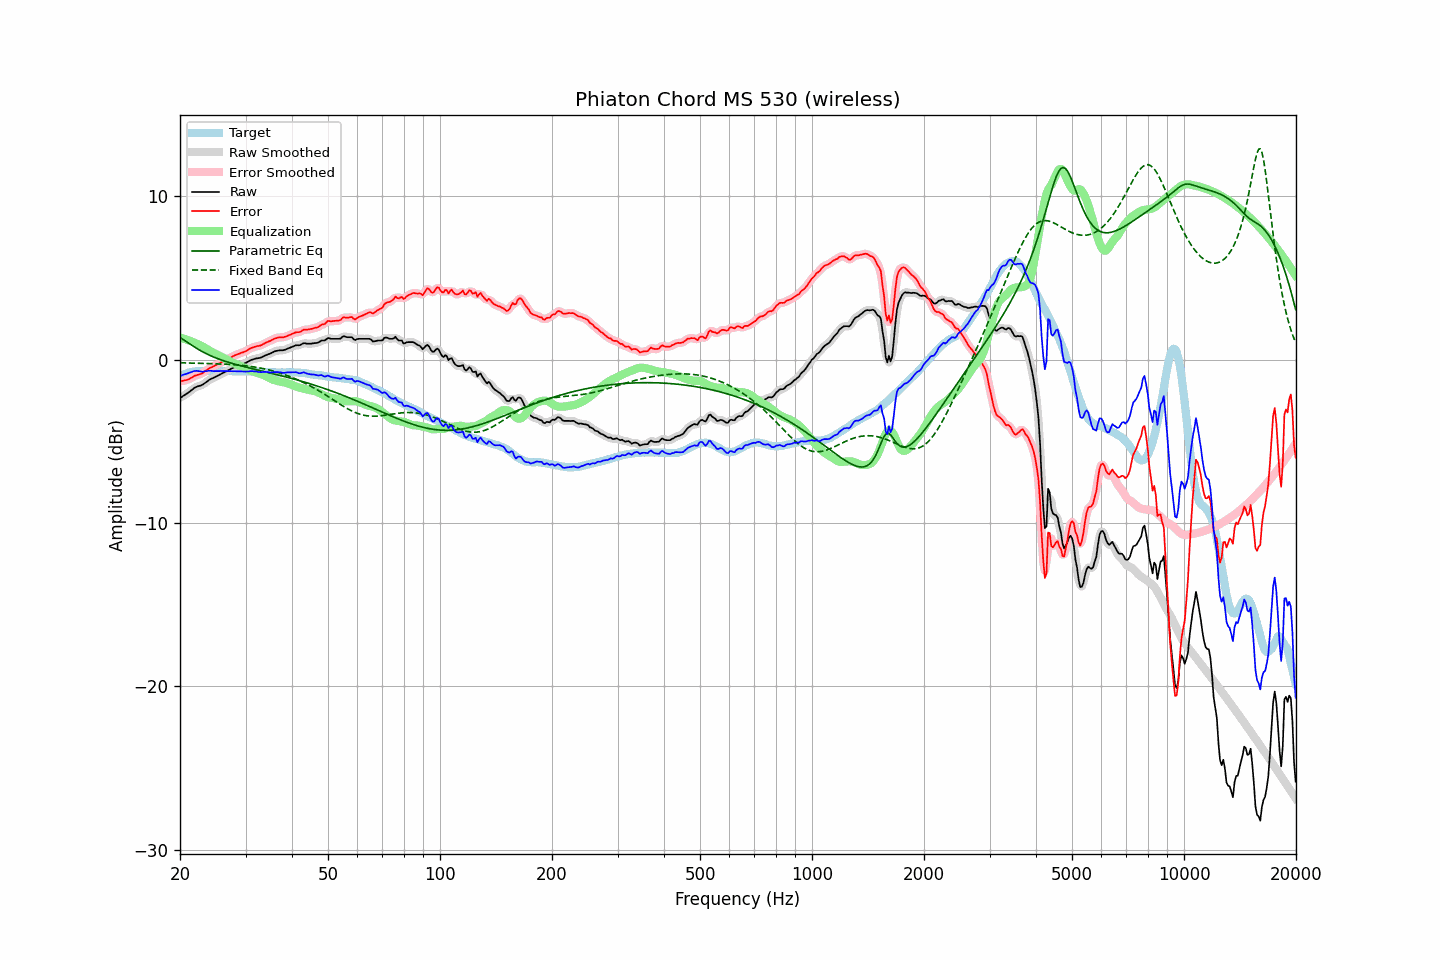 Phiaton Chord MS 530 (wireless)
Target
Raw Smoothed
Error Smoothed
Raw
Error
Equalization
Parametric Eq
Fixed Band Eq
Equalized
10
0
−10
−20
−30
Amplitude (dBr)
20 50 100 200 500 1000 2000 5000 10000 20000
Frequency (Hz)